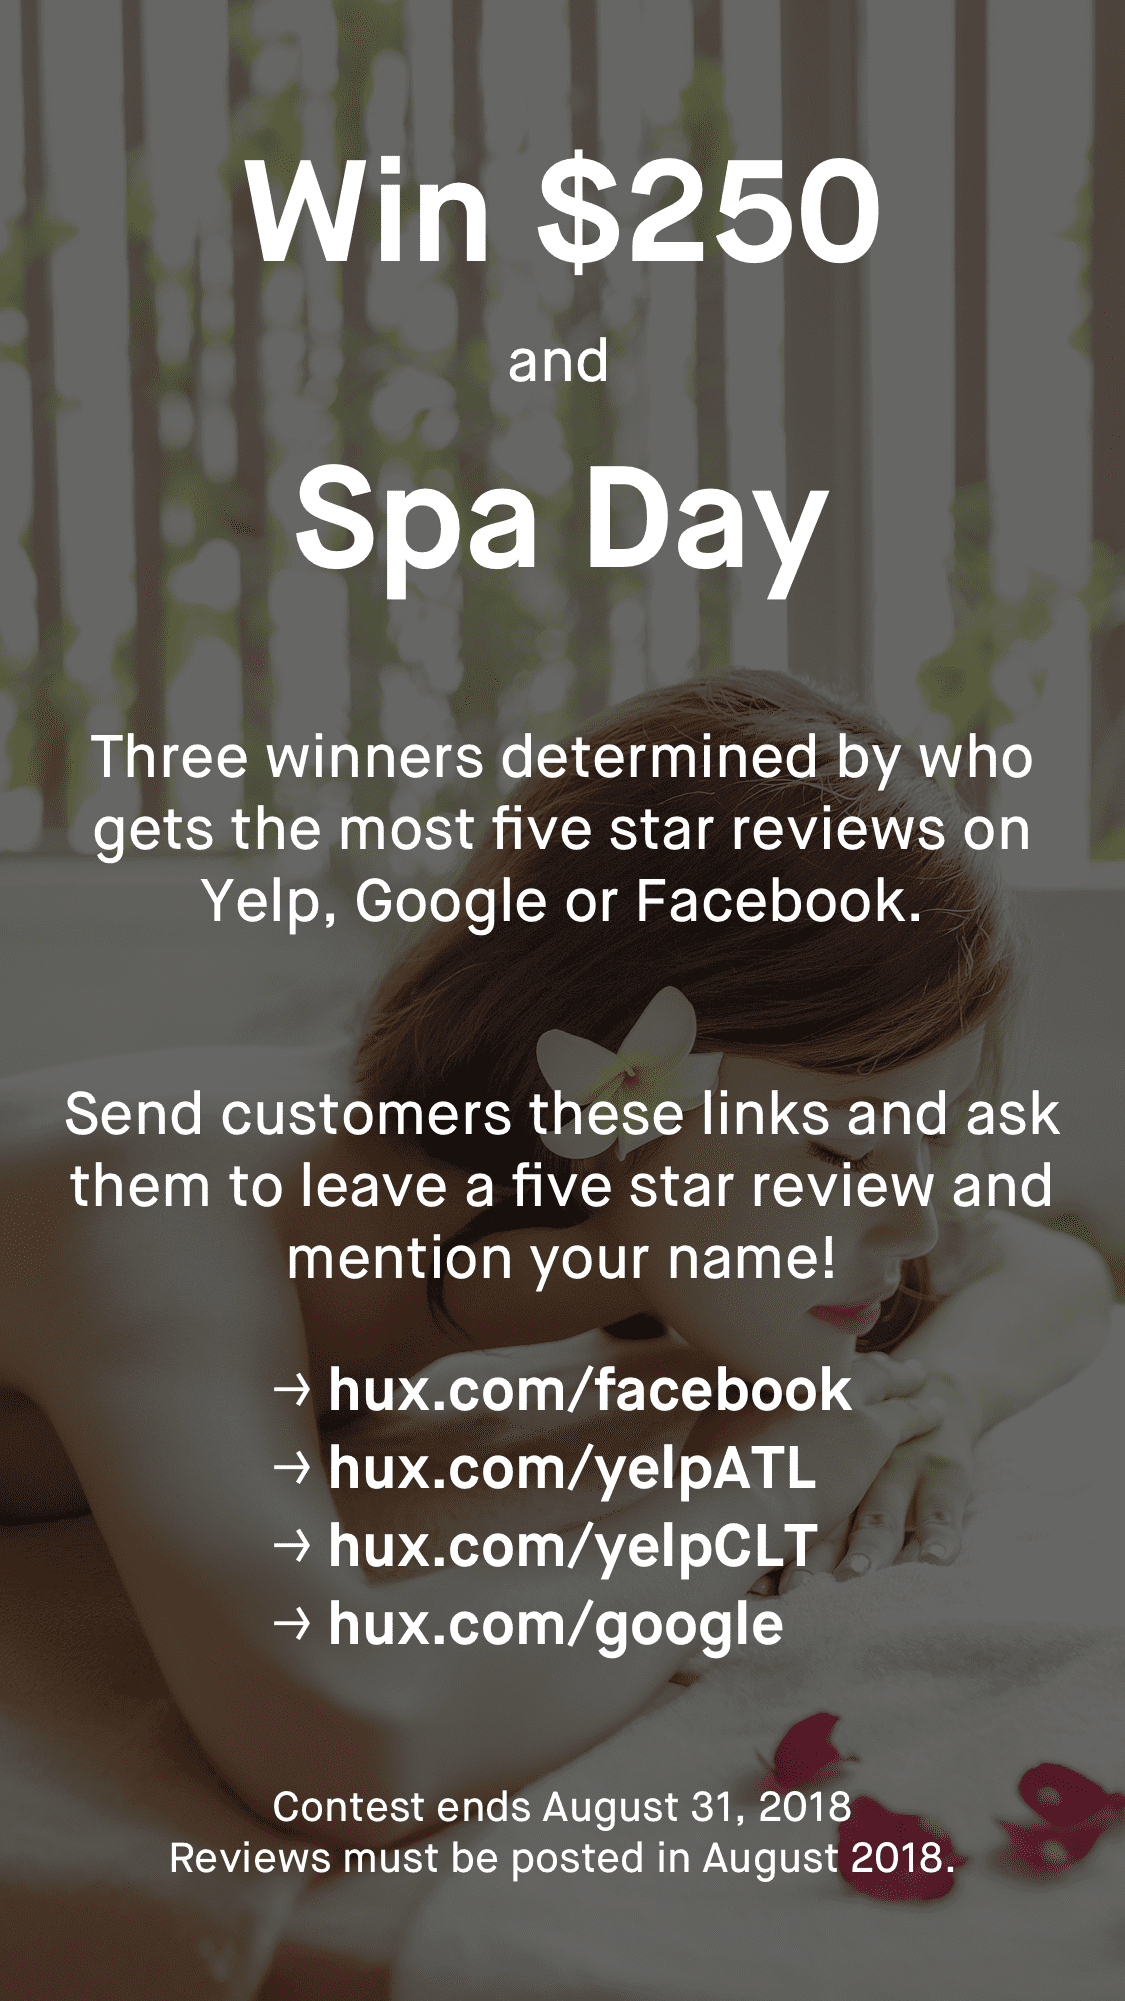 Win $250
and
Spa Day
Three winners determined by who
gets the most five star reviews on
Yelp, Google or Facebook.
Send customers these links and ask
them to leave a five star review and
mention your name!
→ hux.com/facebook
→ hux.com/yelpATL
→ hux.com/yelpCLT
→ hux.com/google
Contest ends August 31, 2018
Reviews must be posted in August 2018.